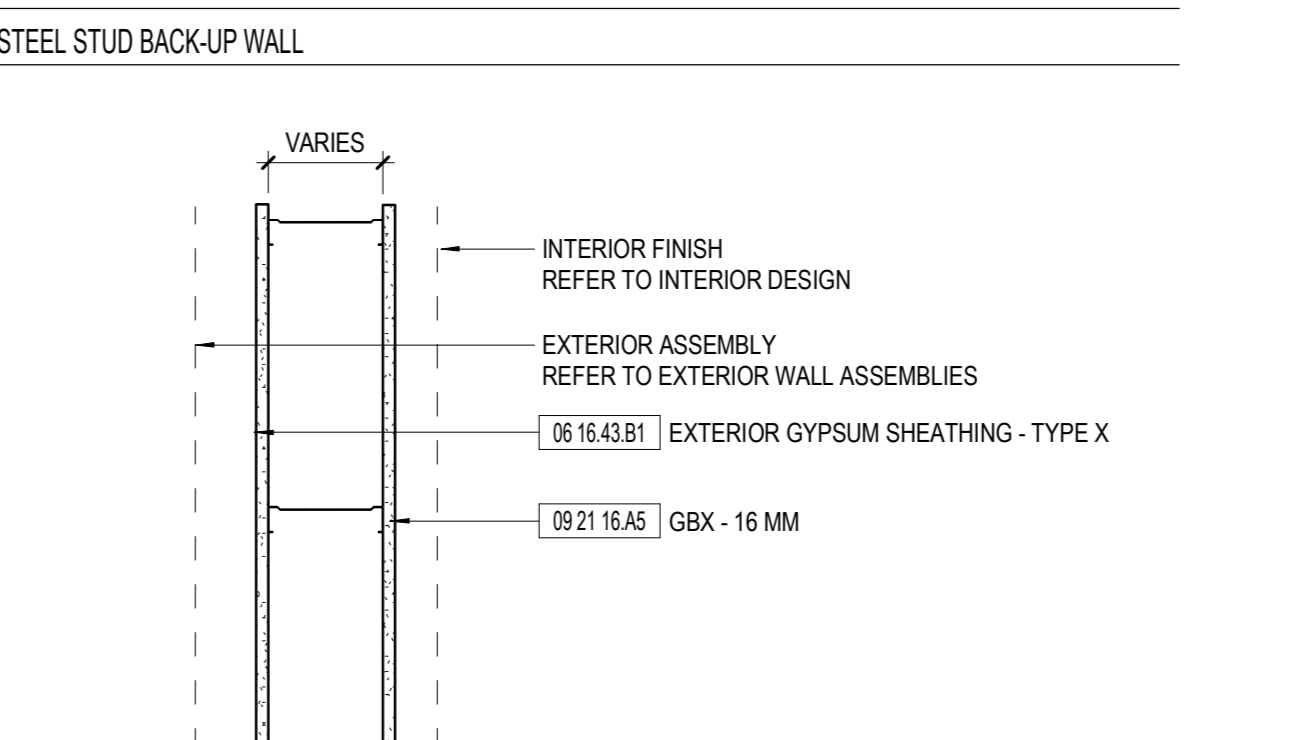 STEEL STUD BACK-UP WALL
VARIES
INTERIOR FINISH
REFER TO INTERIOR DESIGN
EXTERIOR ASSEMBLY
REFER TO EXTERIOR WALL ASSEMBLIES
06 16.43.B1 EXTERIOR GYPSUM SHEATHING - TYPE X
09 21 16.A5 GBX - 16 MM